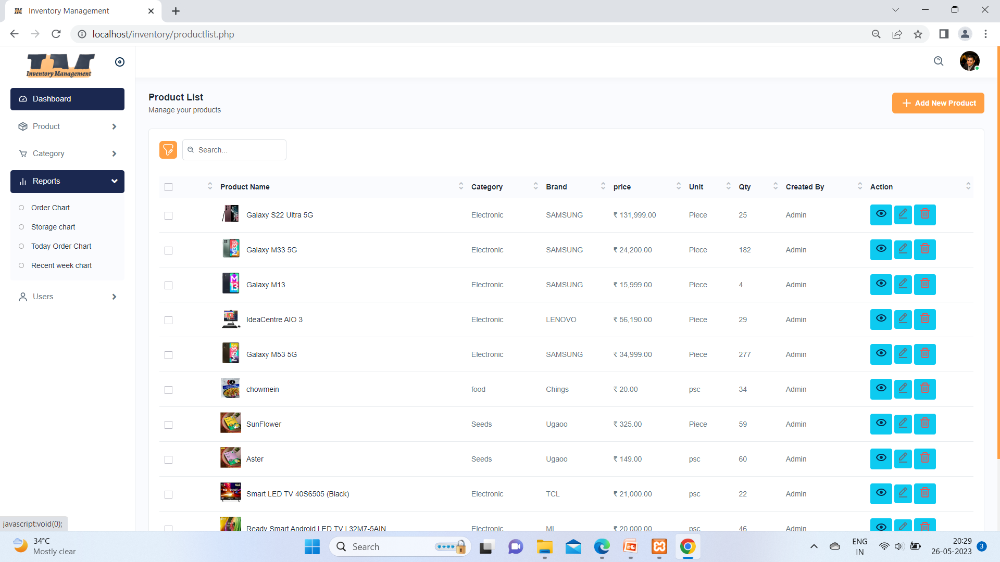 Inventory Management
localhost/inventory/productlist.php
Inventory Management
Dashboard
Product
Category
Reports
Order Chart
Storage chart
Today Order Chart
Recent week chart
Users
Product List
Manage your products
Add New Product
Search...
Product Name Category Brand price Unit Qty Created By Action
Galaxy S22 Ultra 5G Electronic SAMSUNG ₹ 131,999.00 Piece 25 Admin
Galaxy M33 5G Electronic SAMSUNG ₹ 24,200.00 Piece 182 Admin
Galaxy M13 Electronic SAMSUNG ₹ 15,999.00 Piece 4 Admin
IdeaCentre AIO 3 Electronic LENOVO ₹ 56,190.00 Piece 29 Admin
Galaxy M53 5G Electronic SAMSUNG ₹ 34,999.00 Piece 277 Admin
chowmein food Chings ₹ 20.00 psc 34 Admin
SunFlower Seeds Ugaoo ₹ 325.00 Piece 59 Admin
Aster Seeds Ugaoo ₹ 149.00 psc 60 Admin
Smart LED TV 40S6505 (Black) Electronic TCL ₹ 21,000.00 psc 22 Admin
Ready Smart Android LED TV L32M7-5AIN Electronic MI ₹ 20,000.00 psc 46 Admin
javascript:void(0);
34°C
Mostly clear
Search
ENG
IN
20:29
26-05-2023
3